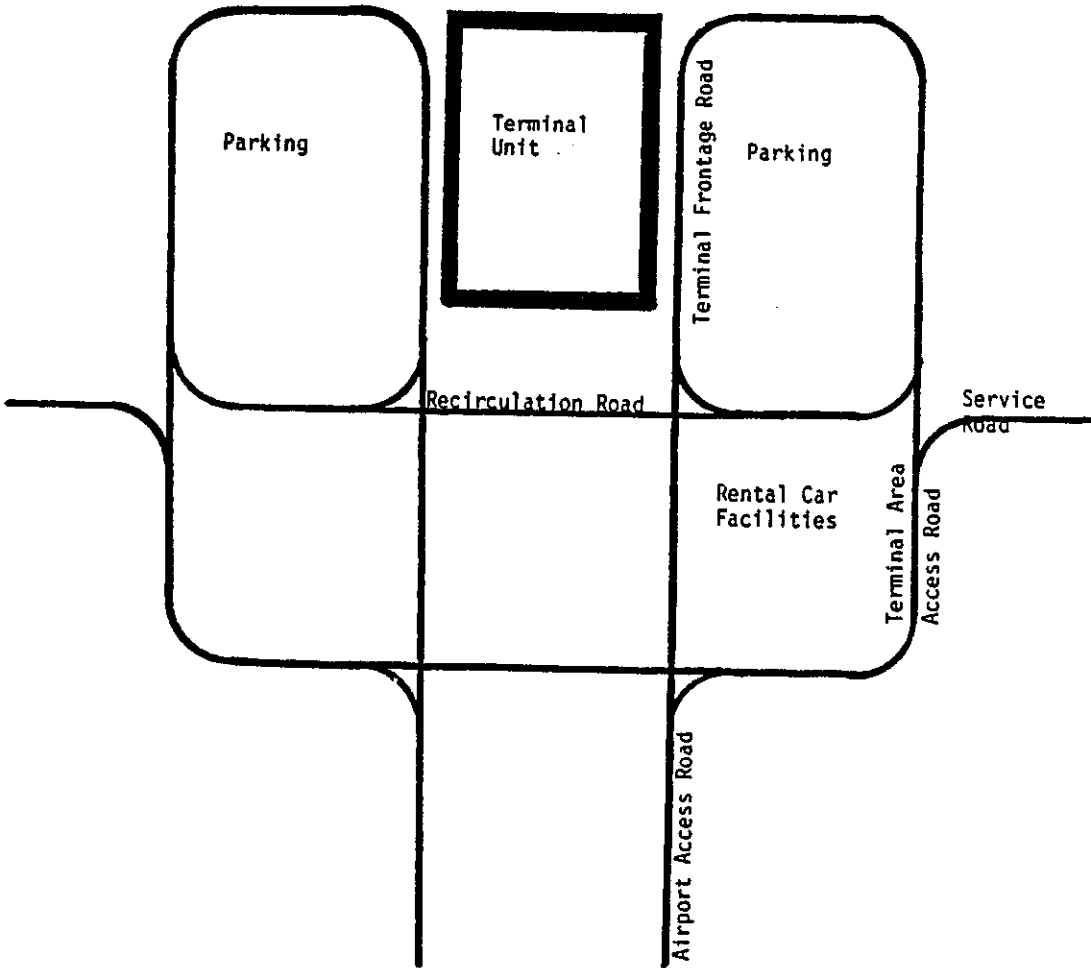 Parking
Terminal
Unit
Terminal Frontage Road
Parking
Recirculation Road
Service
Road
Rental Car
Facilities
Terminal Area
Access Road
Airport Access Road